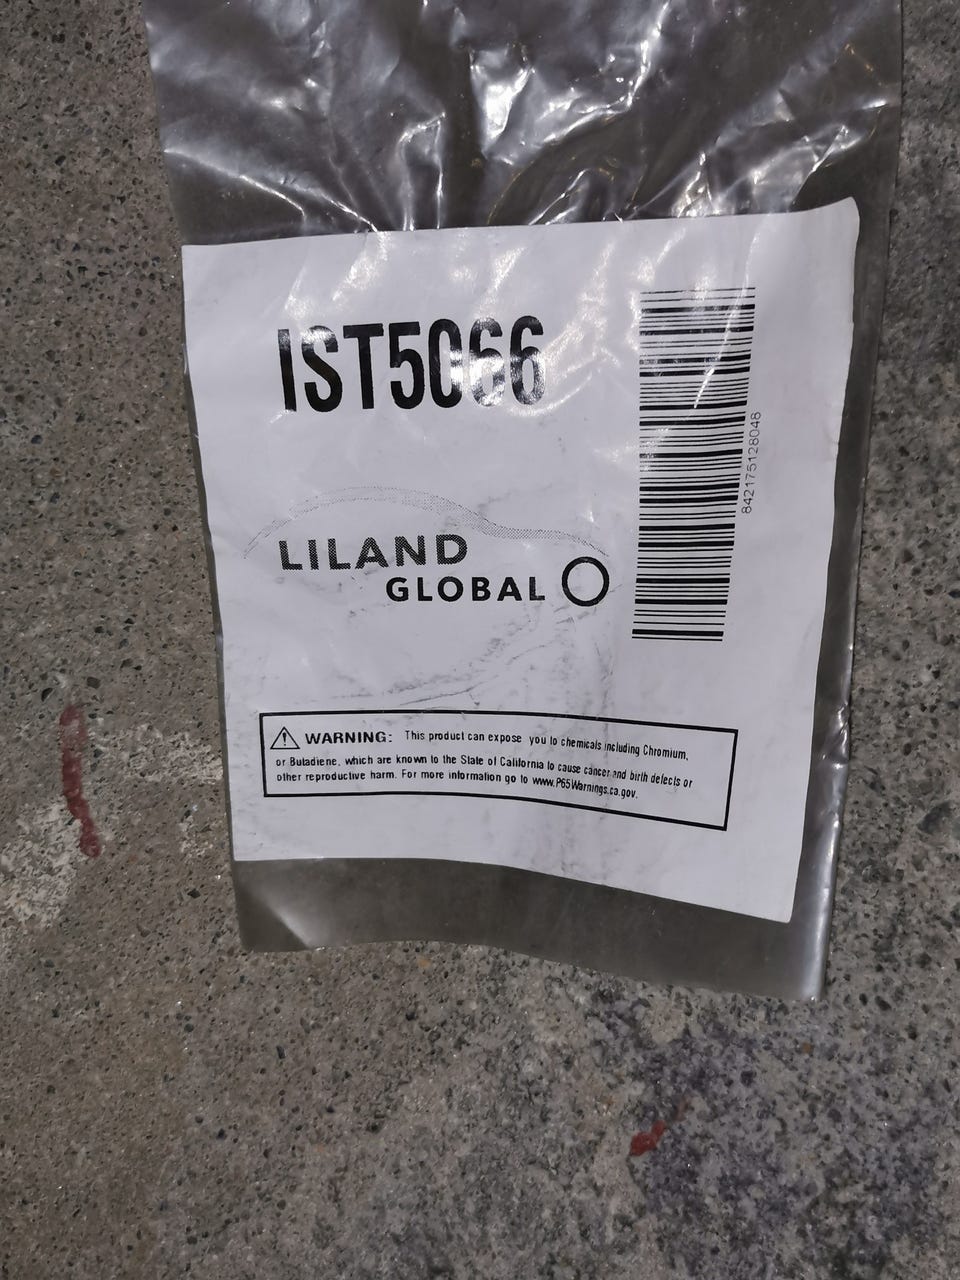 IST5066
842175128048
LILAND
GLOBAL
WARNING: This product can expose you to chemicals including Chromium,
or Butadiene, which are known to the State of California to cause cancer and birth defects or
other reproductive harm. For more information go to www.P65Warnings.ca.gov.